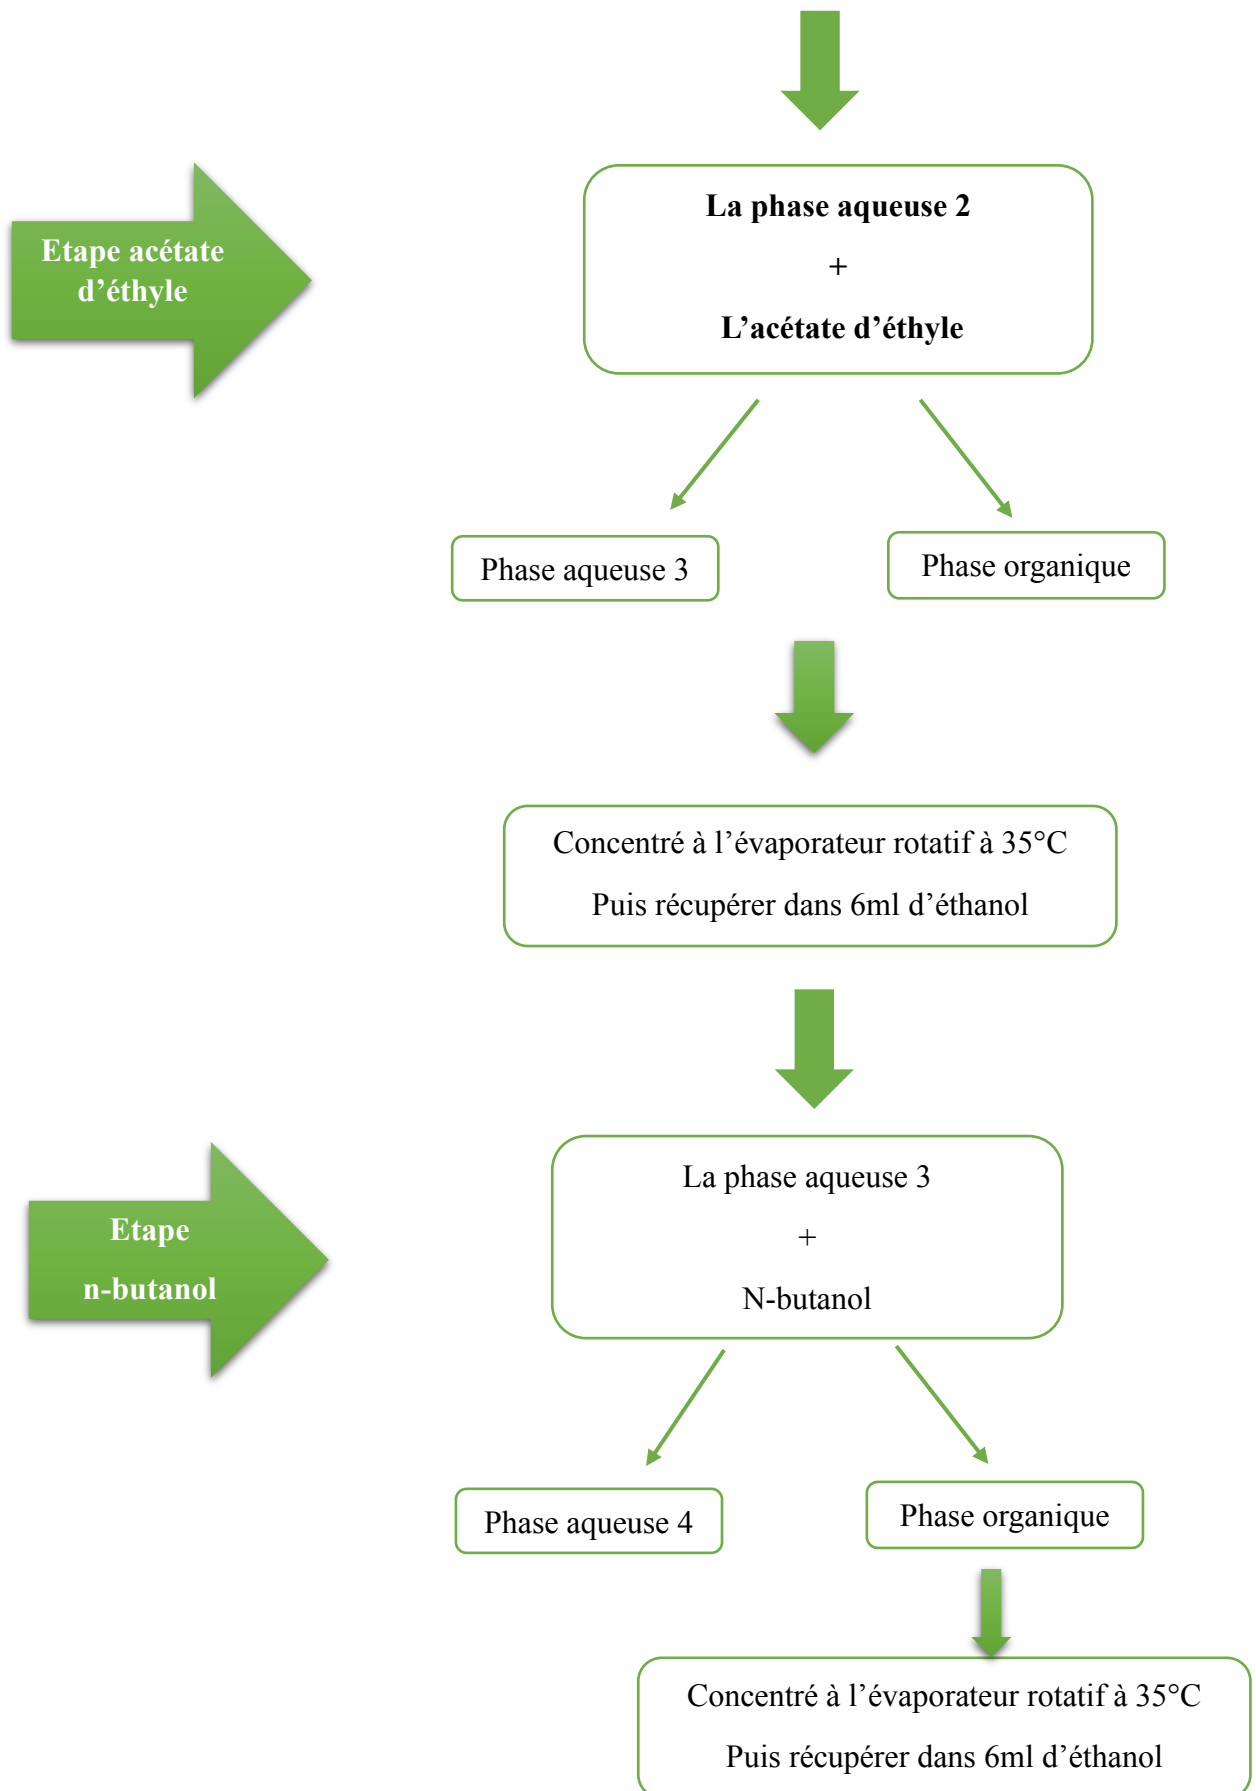 Etape acétate
d’éthyle
La phase aqueuse 2
+
L’acétate d’éthyle
Phase aqueuse 3
Phase organique
Concentré à l’évaporateur rotatif à 35°C
Puis récupérer dans 6ml d’éthanol
Etape
n-butanol
La phase aqueuse 3
+
N-butanol
Phase aqueuse 4
Phase organique
Concentré à l’évaporateur rotatif à 35°C
Puis récupérer dans 6ml d’éthanol